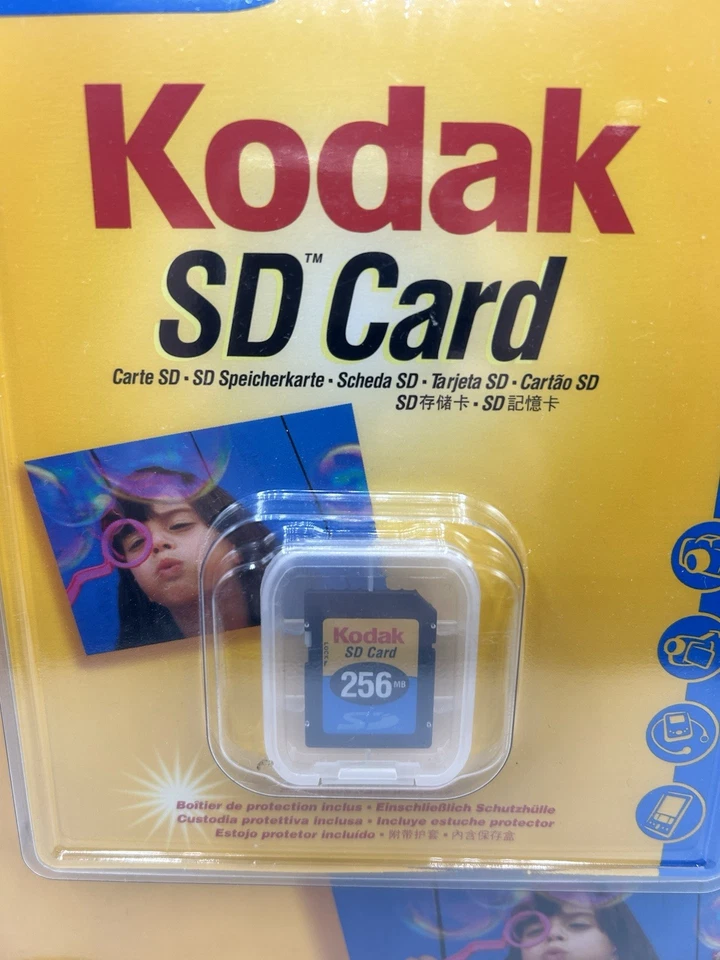 Kodak
SD™ Card
Carte SD • SD Speicherkarte • Scheda SD • Tarjeta SD • Cartão SD
SD存储卡 • SD記憶卡
Kodak
SD Card
256 MB
SD
Boîtier de protection inclus • Einschließlich Schutzhülle
Custodia protettiva inclusa • Incluye estuche protector
Estojo protetor incluído • 附带护套 • 內含保存盒